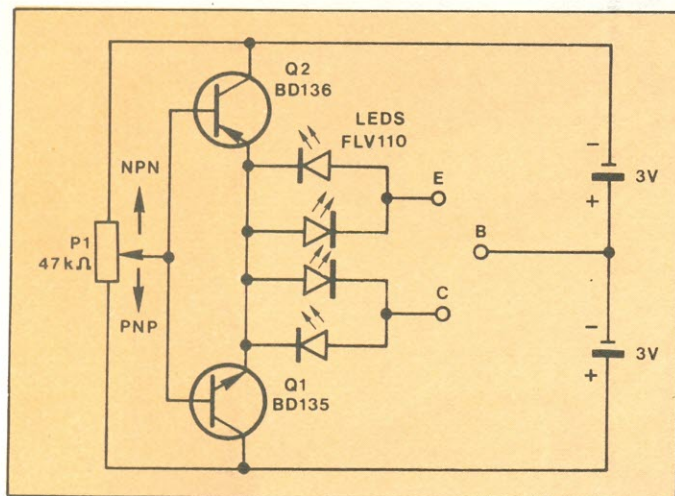 Q2
BD136
LEDS
FLV110
NPN
E
-
3V
+
P1
47kΩ
B
PNP
C
-
3V
+
Q1
BD135